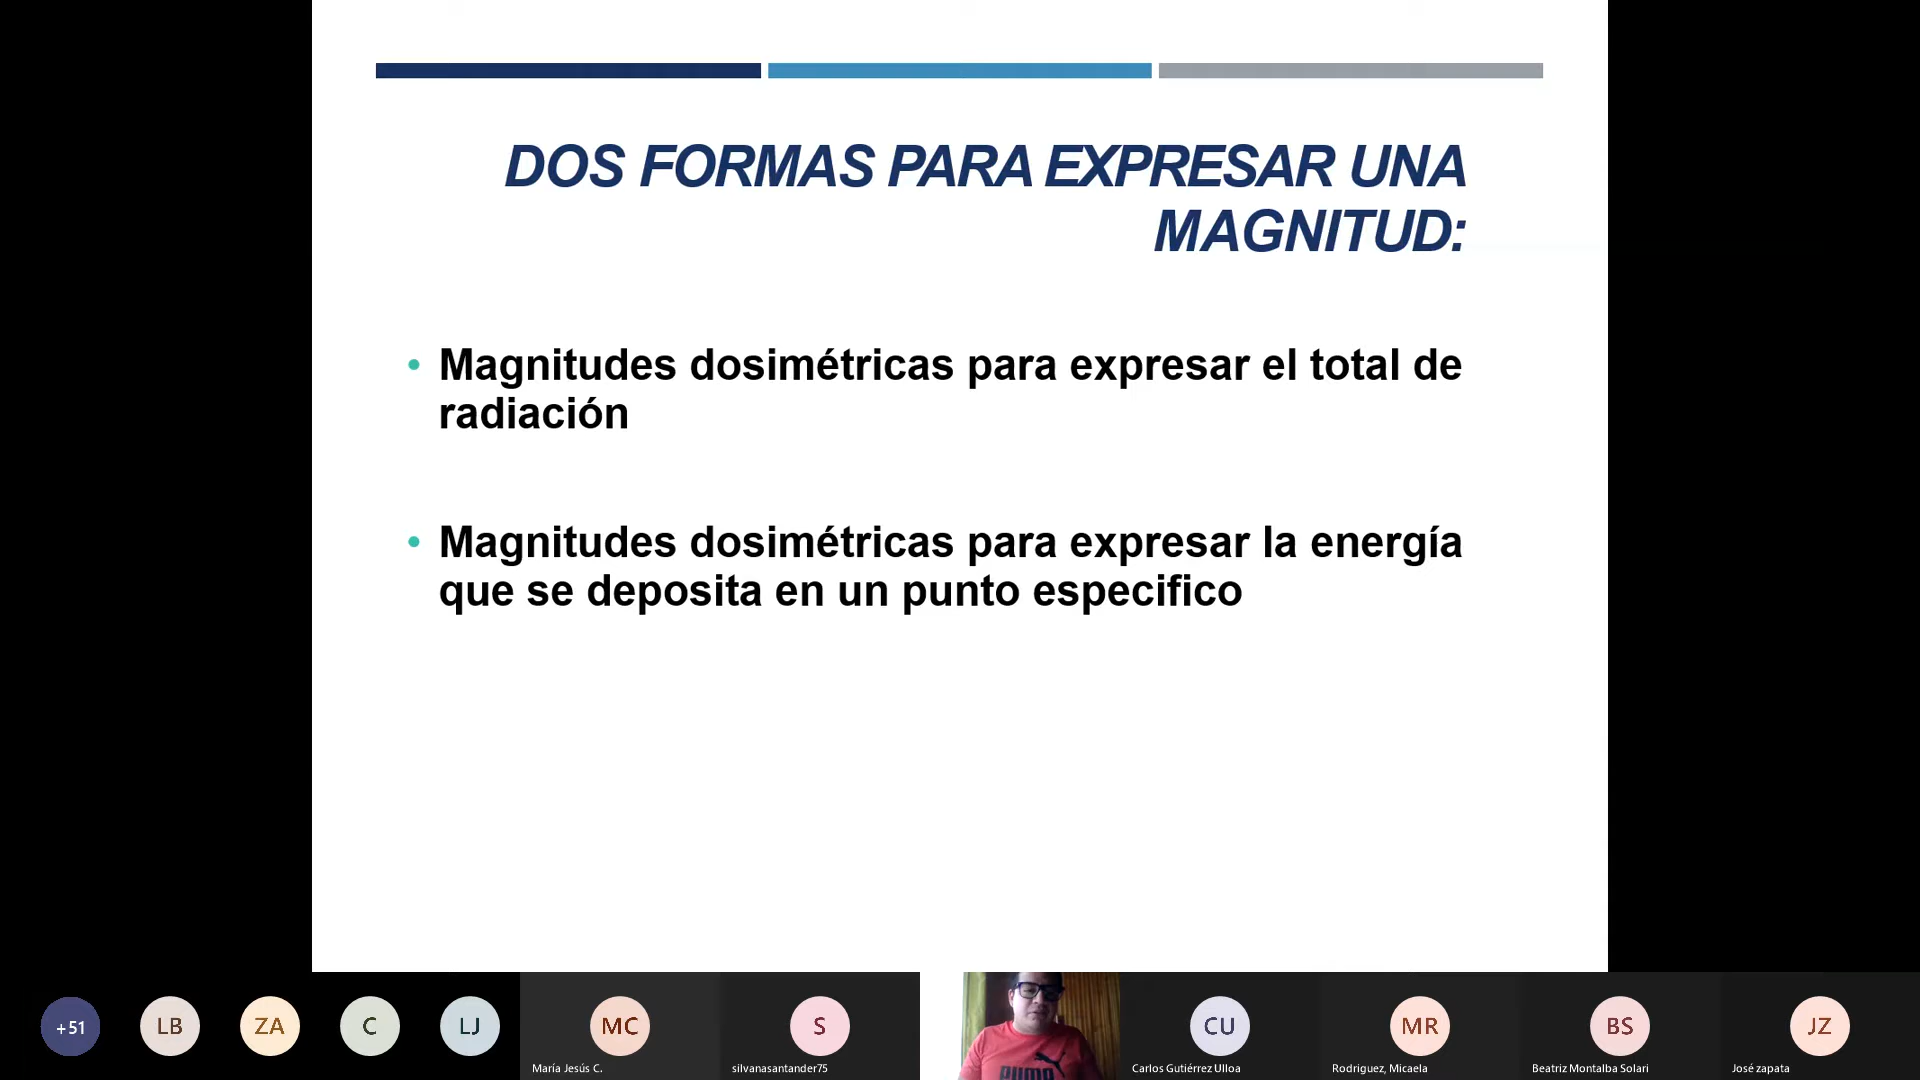 DOS FORMAS PARA EXPRESAR UNA
MAGNITUD:
• Magnitudes dosimétricas para expresar el total de
radiación
• Magnitudes dosimétricas para expresar la energía
que se deposita en un punto especifico
+51
LB
ZA
C
LJ
MC
María Jesús C.
S
silvanasantander75
PUMA
CU
Carlos Gutiérrez Ulloa
MR
Rodriguez, Micaela
BS
Beatriz Montalba Solari
JZ
José zapata